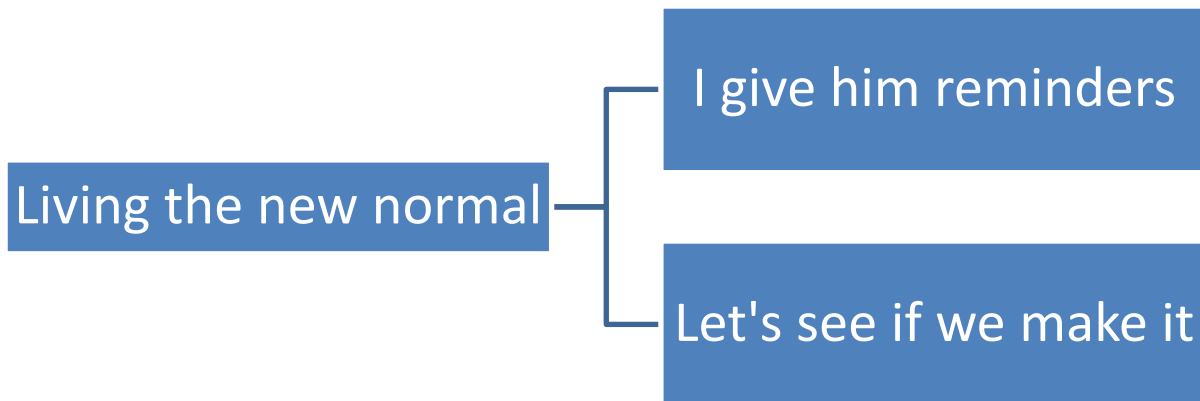 Living the new normal
I give him reminders
Let's see if we make it